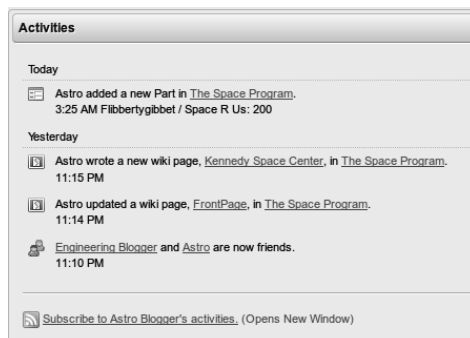 Activities
Today
Astro added a new Part in The Space Program.
3:25 AM Flibbertygibbet / Space R Us: 200
Yesterday
Astro wrote a new wiki page, Kennedy Space Center, in The Space Program.
11:15 PM
Astro updated a wiki page, FrontPage, in The Space Program.
11:14 PM
Engineering Blogger and Astro are now friends.
11:10 PM
Subscribe to Astro Blogger's activities. (Opens New Window)